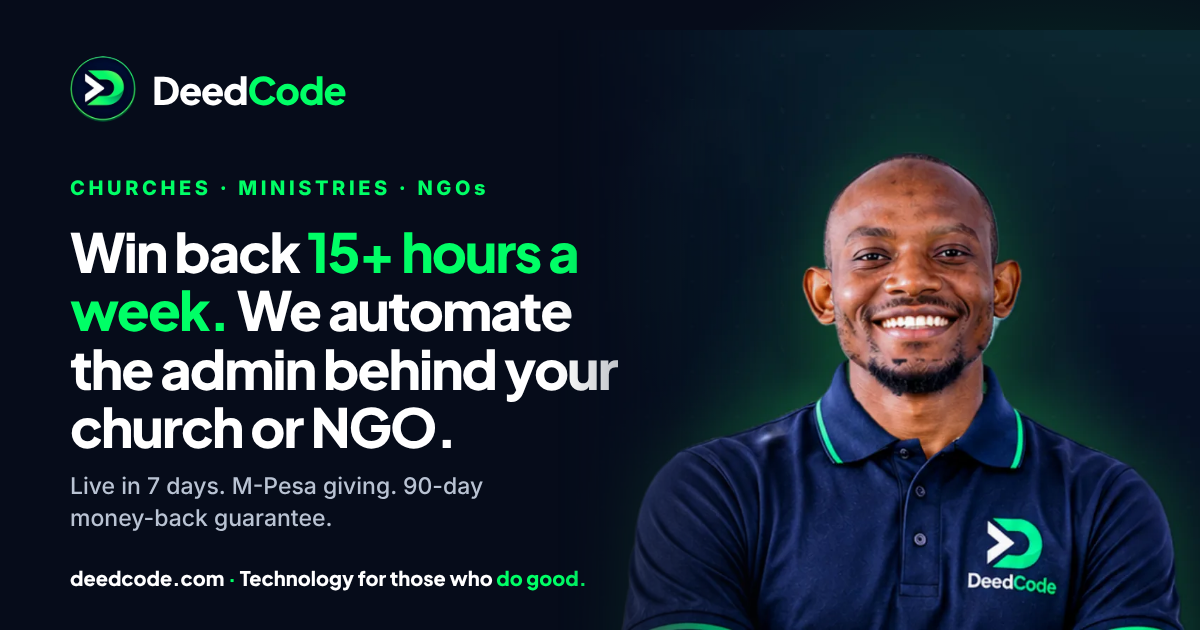 DeedCode
CHURCHES · MINISTRIES · NGOs
Win back 15+ hours a
week. We automate
the admin behind your
church or NGO.
Live in 7 days. M-Pesa giving. 90-day
money-back guarantee.
deedcode.com · Technology for those who do good.
DeedCode